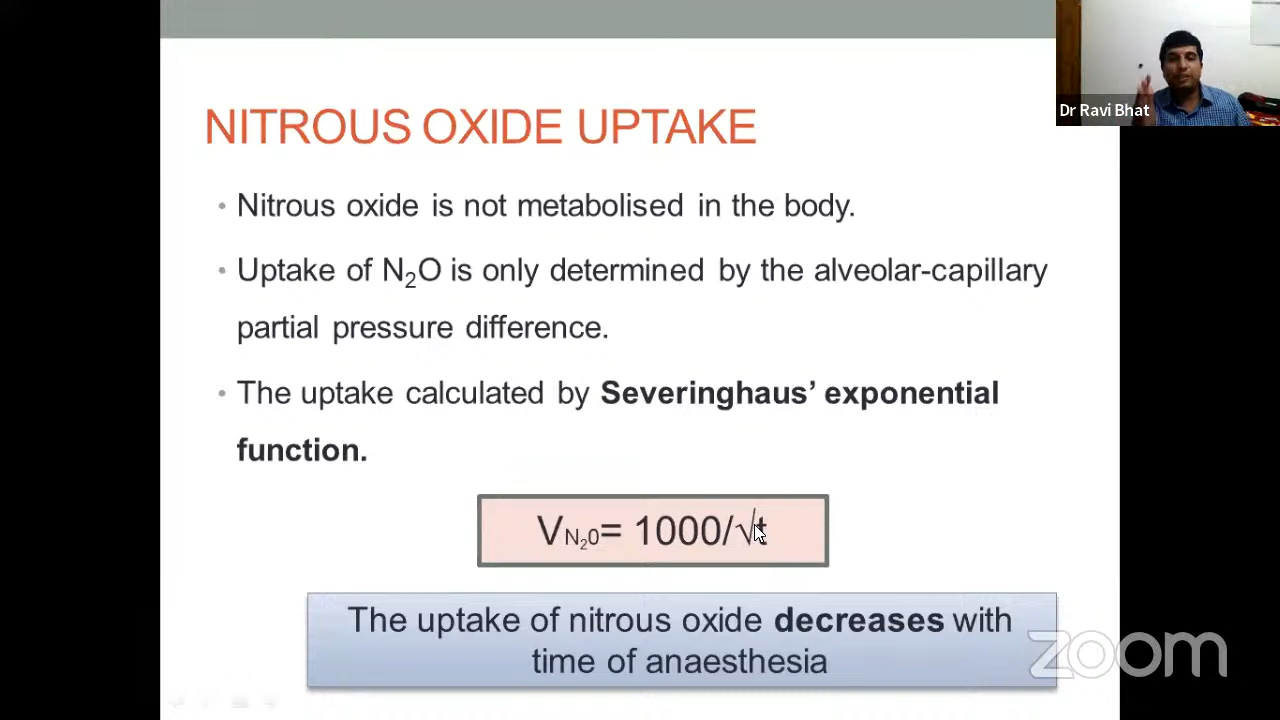 Dr Ravi Bhat
NITROUS OXIDE UPTAKE
• Nitrous oxide is not metabolised in the body.
• Uptake of N₂O is only determined by the alveolar-capillary
partial pressure difference.
• The uptake calculated by Severinghaus’ exponential
function.
V N₂0= 1000/√t
The uptake of nitrous oxide decreases with
time of anaesthesia
zoom